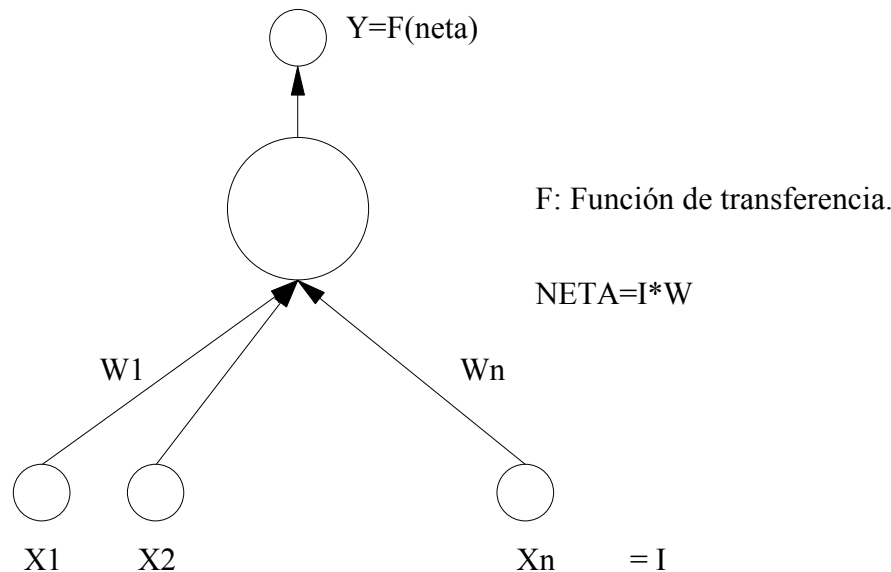 Y=F(neta)
F: Función de transferencia.
NETA=I*W
W1 Wn
X1 X2 Xn = I